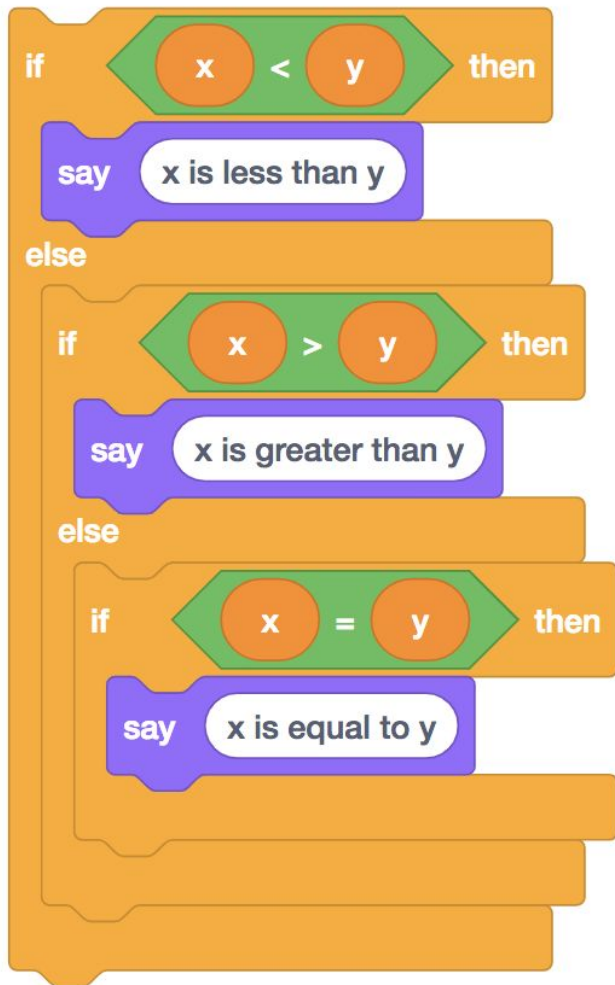 if x < y then
say x is less than y
else
if x > y then
say x is greater than y
else
if x = y then
say x is equal to y